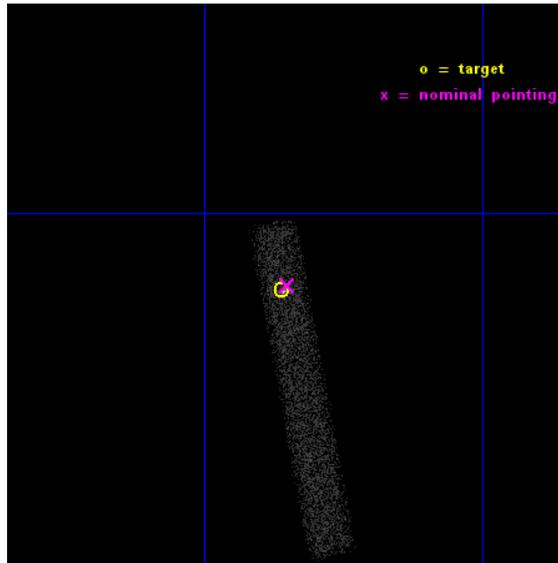 o = target
x = nominal pointing